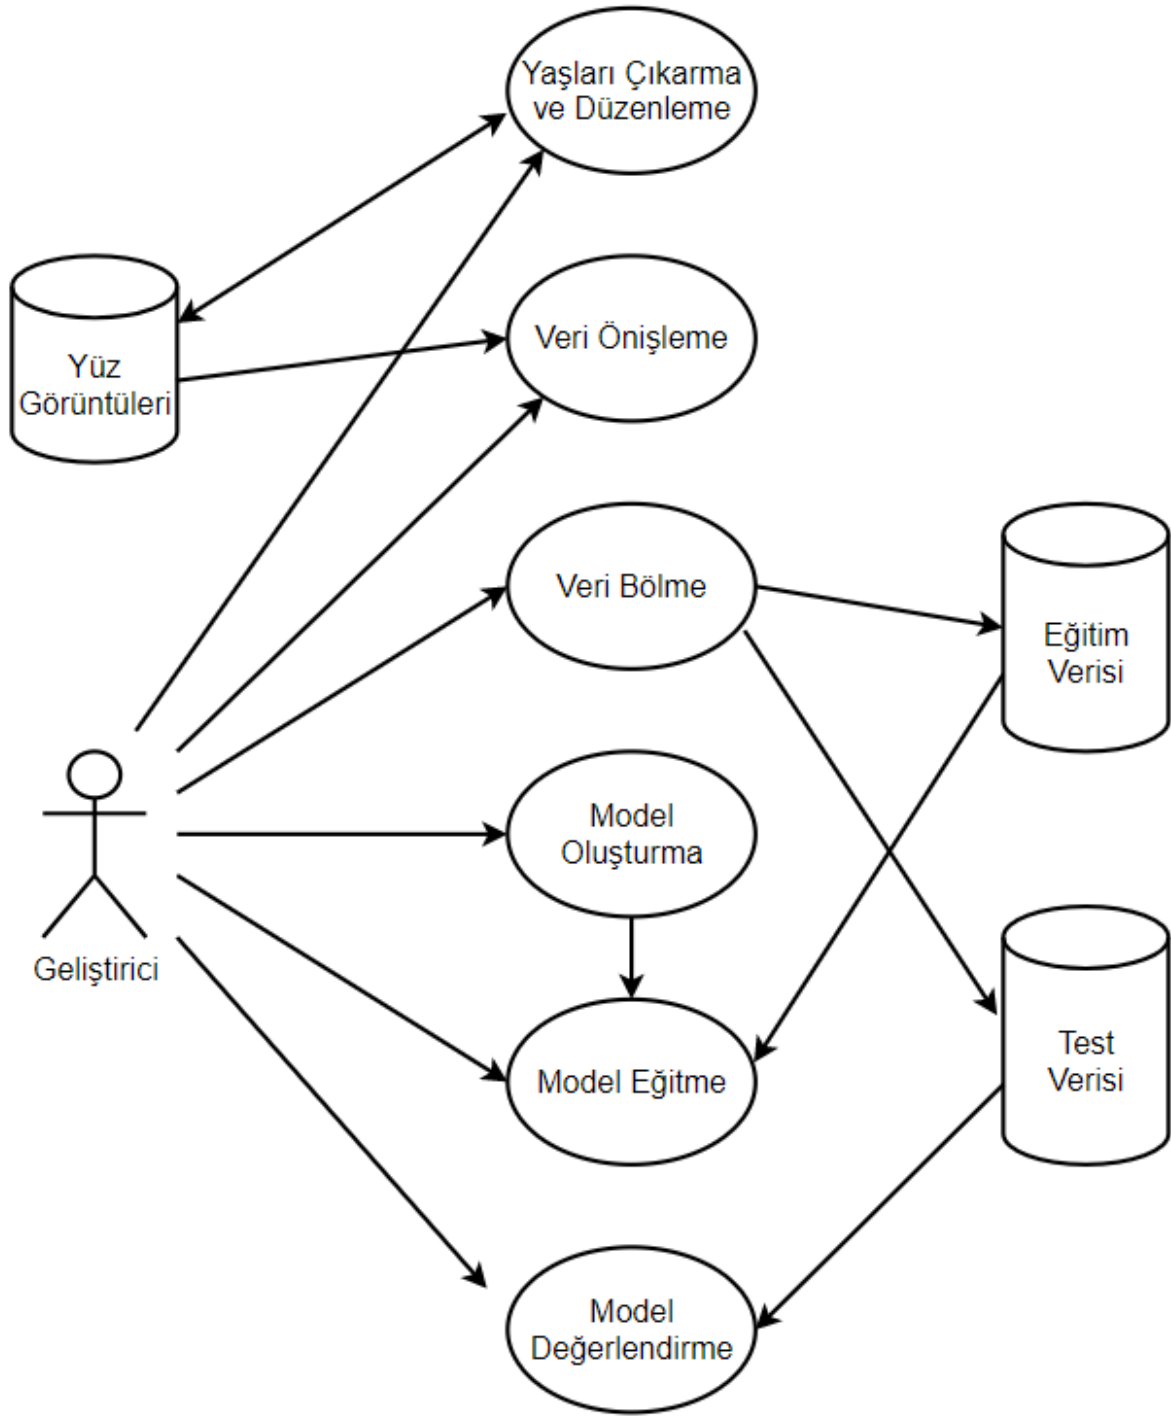 Yaşları Çıkarma
ve Düzenleme
Yüz
Görüntüleri
Veri Önişleme
Veri Bölme
Eğitim
Verisi
Model
Oluşturma
Geliştirici
Model Eğitme
Test
Verisi
Model
Değerlendirme